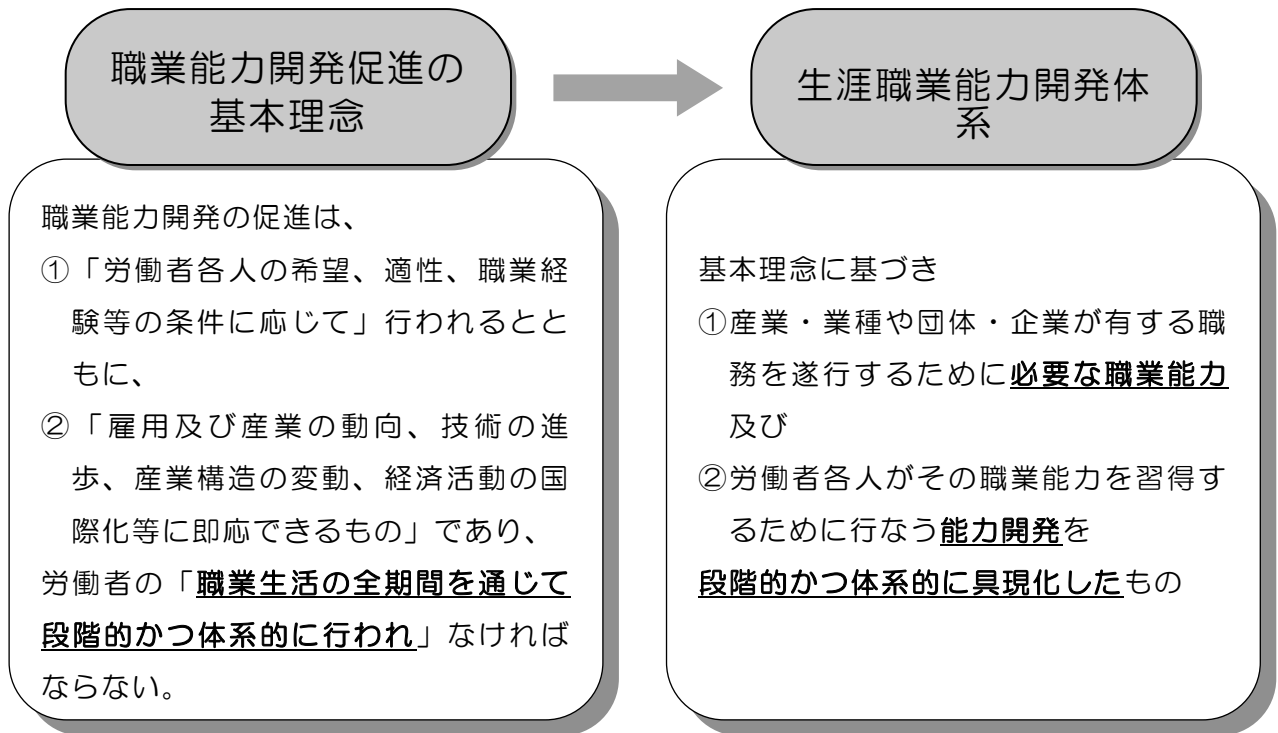 職業能力開発促進の
基本理念
職業能力開発の促進は、
①「労働者各人の希望、適性、職業経
験等の条件に応じて」行われるとと
もに、
②「雇用及び産業の動向、技術の進
歩、産業構造の変動、経済活動の国
際化等に即応できるもの」であり、
労働者の「職業生活の全期間を通じて
段階的かつ体系的に行われ」なければ
ならない。
生涯職業能力開発体
系
基本理念に基づき
①産業・業種や団体・企業が有する職
務を遂行するために必要な職業能力
及び
②労働者各人がその職業能力を習得す
るために行なう能力開発を
段階的かつ体系的に具現化したもの